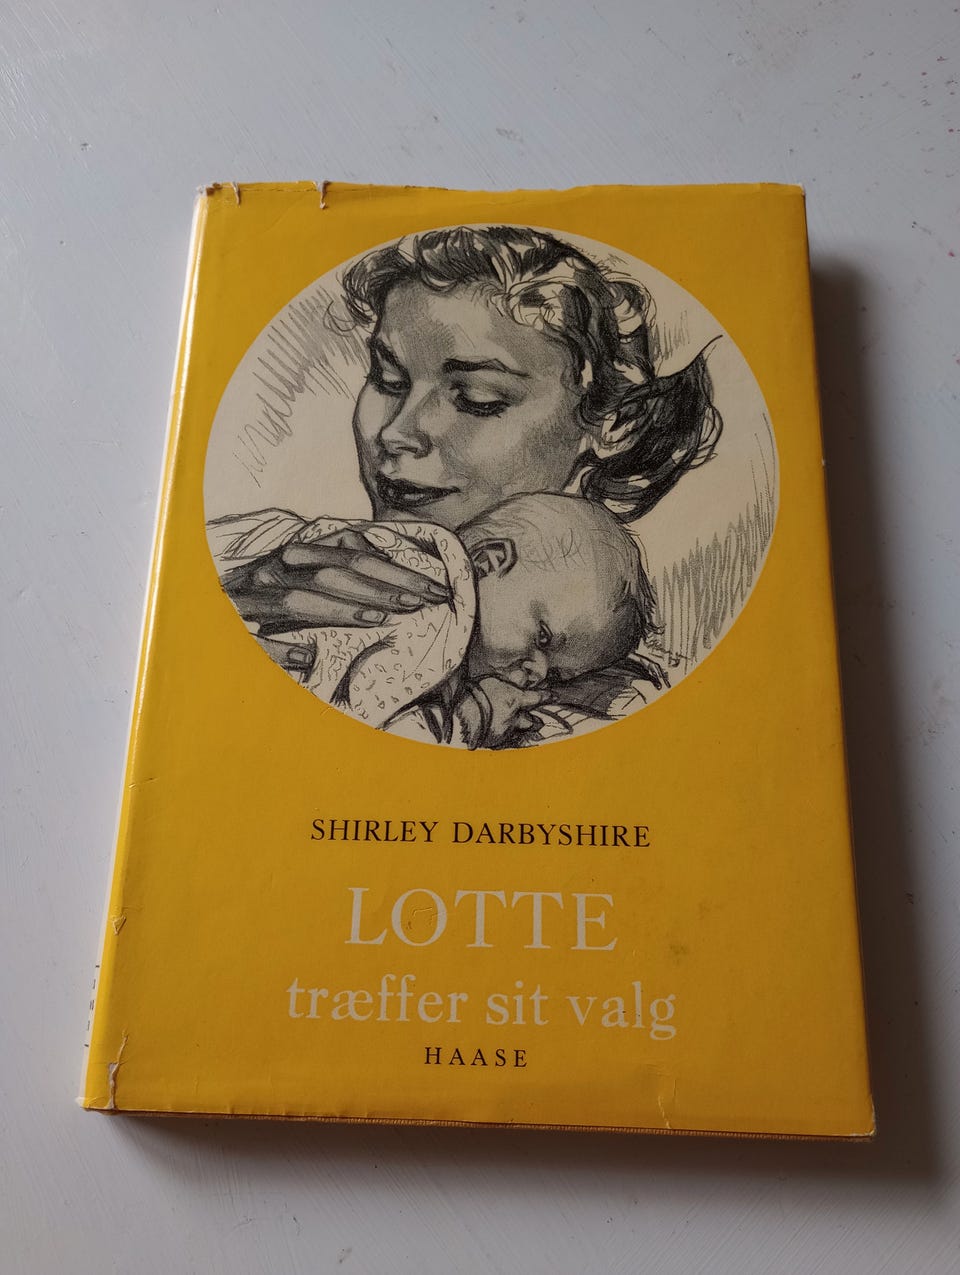 SHIRLEY DARBYSHIRE
LOTTE
træffer sit valg
HAASE